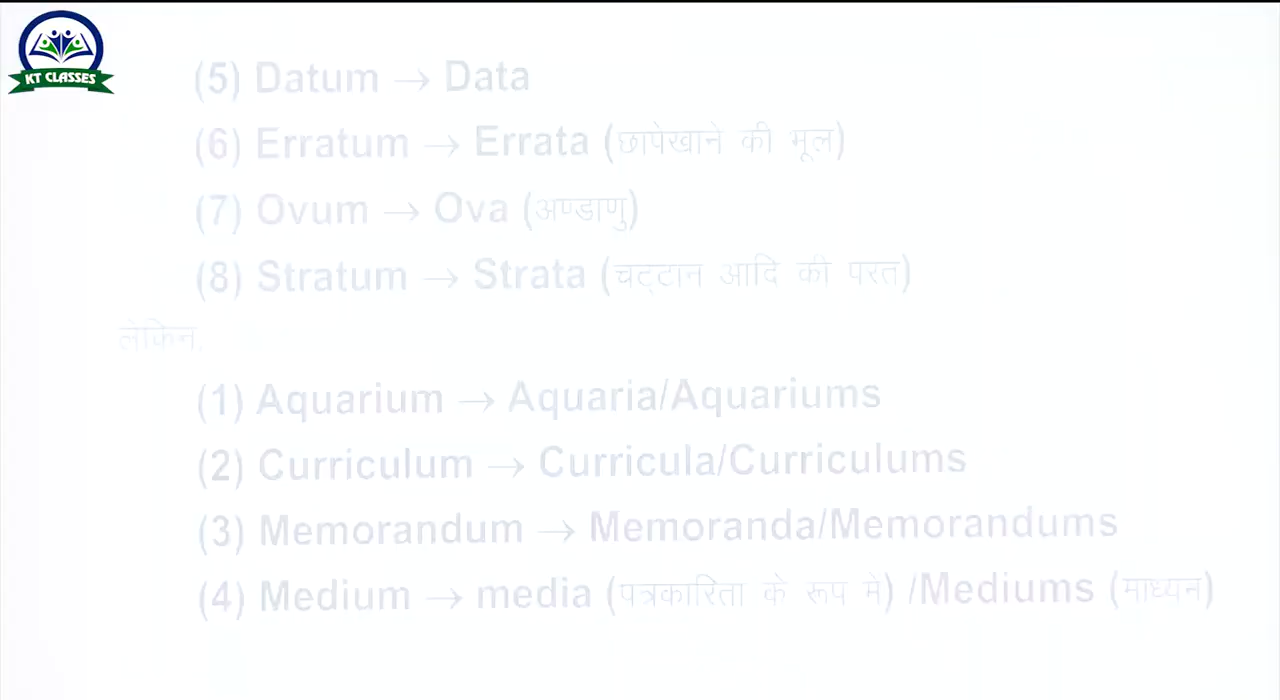 KT CLASSES
(5) Datum → Data
(6) Erratum → Errata (छापेखाने की भूल)
(7) Ovum → Ova (अण्डाणु)
(8) Stratum → Strata (चट्टान आदि की परत)
लेकिन,
(1) Aquarium → Aquaria/Aquariums
(2) Curriculum → Curricula/Curriculums
(3) Memorandum → Memoranda/Memorandums
(4) Medium → media (पत्रकारिता के रूप में) /Mediums (माध्यन)